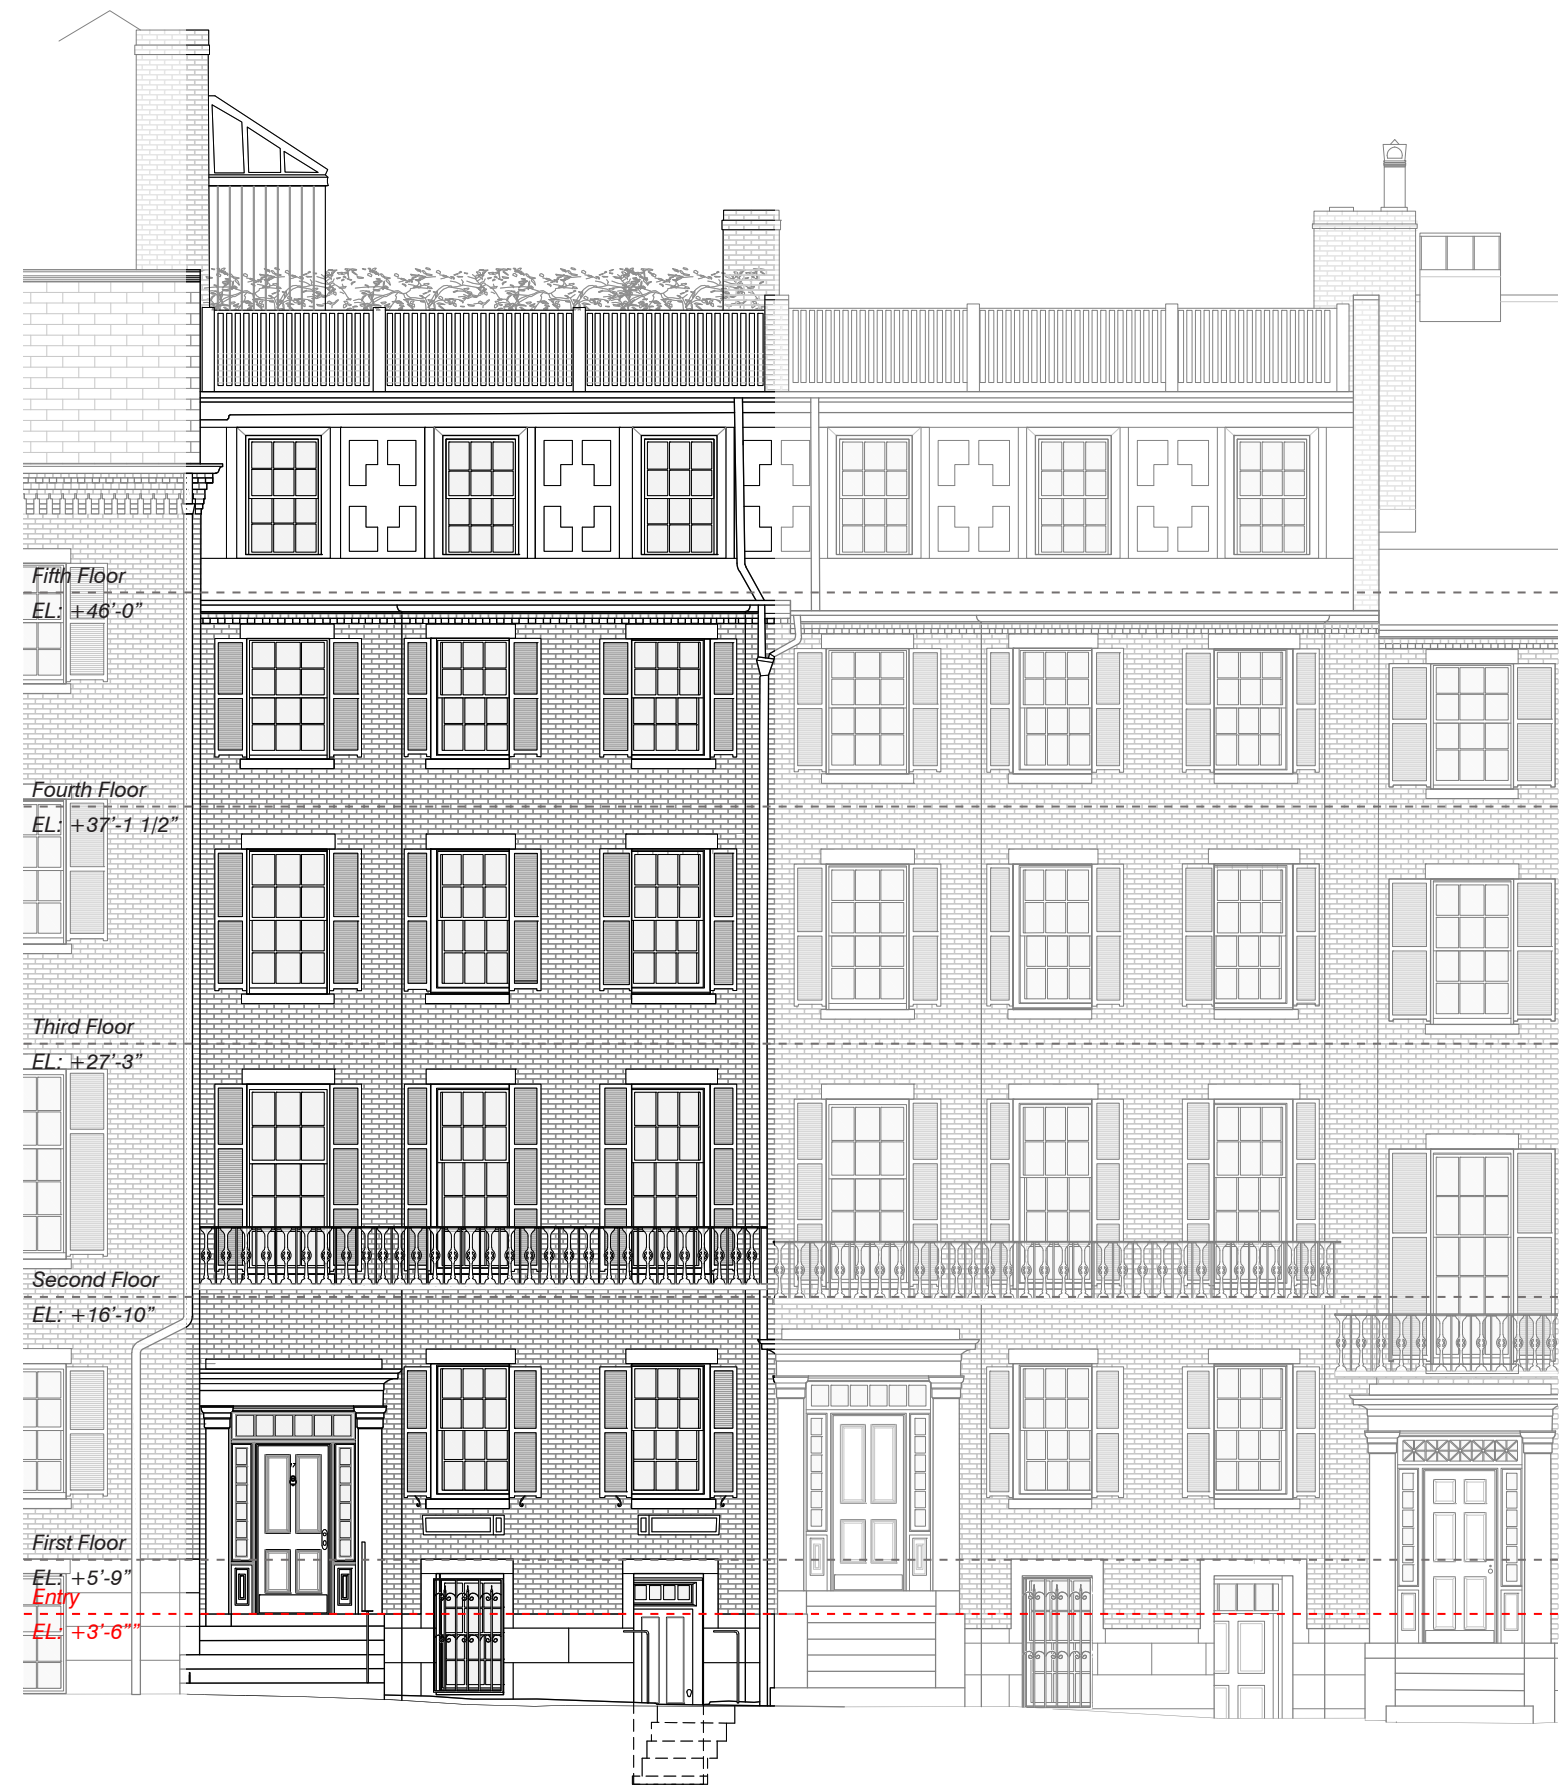 Fifth Floor
EL: +46’-0”
Fourth Floor
EL: +37’-1 1/2”
Third Floor
EL: +27’-3”
Second Floor
EL: +16’-10”
First Floor
EL: +5’-9”
Entry
EL: +3’-6””